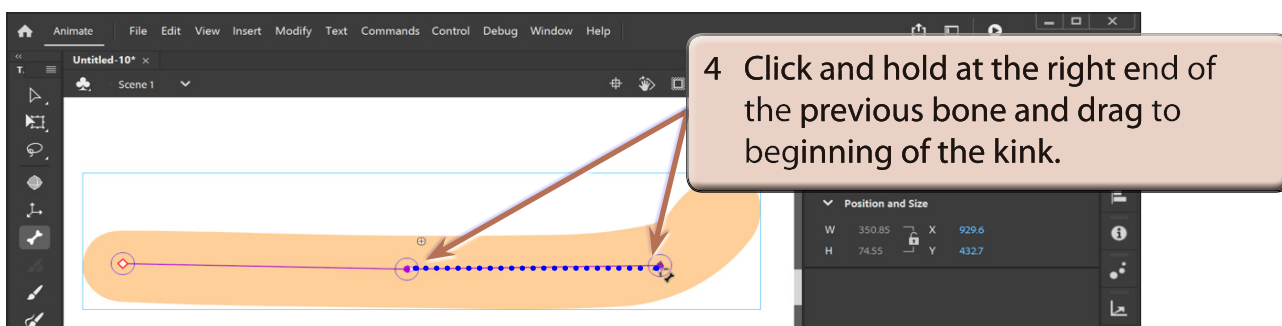 Animate File Edit View Insert Modify Text Commands Control Debug Window Help
Untitled-10* ×
T.
Scene 1
4 Click and hold at the right end of
the previous bone and drag to
beginning of the kink.
Position and Size
W 350.85 X 929.6
H 74.55 Y 432.7